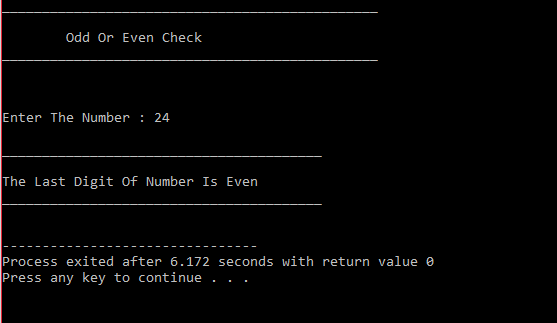 Odd Or Even Check
Enter The Number : 24
The Last Digit Of Number Is Even
--------------------------------
Process exited after 6.172 seconds with return value 0
Press any key to continue . . .